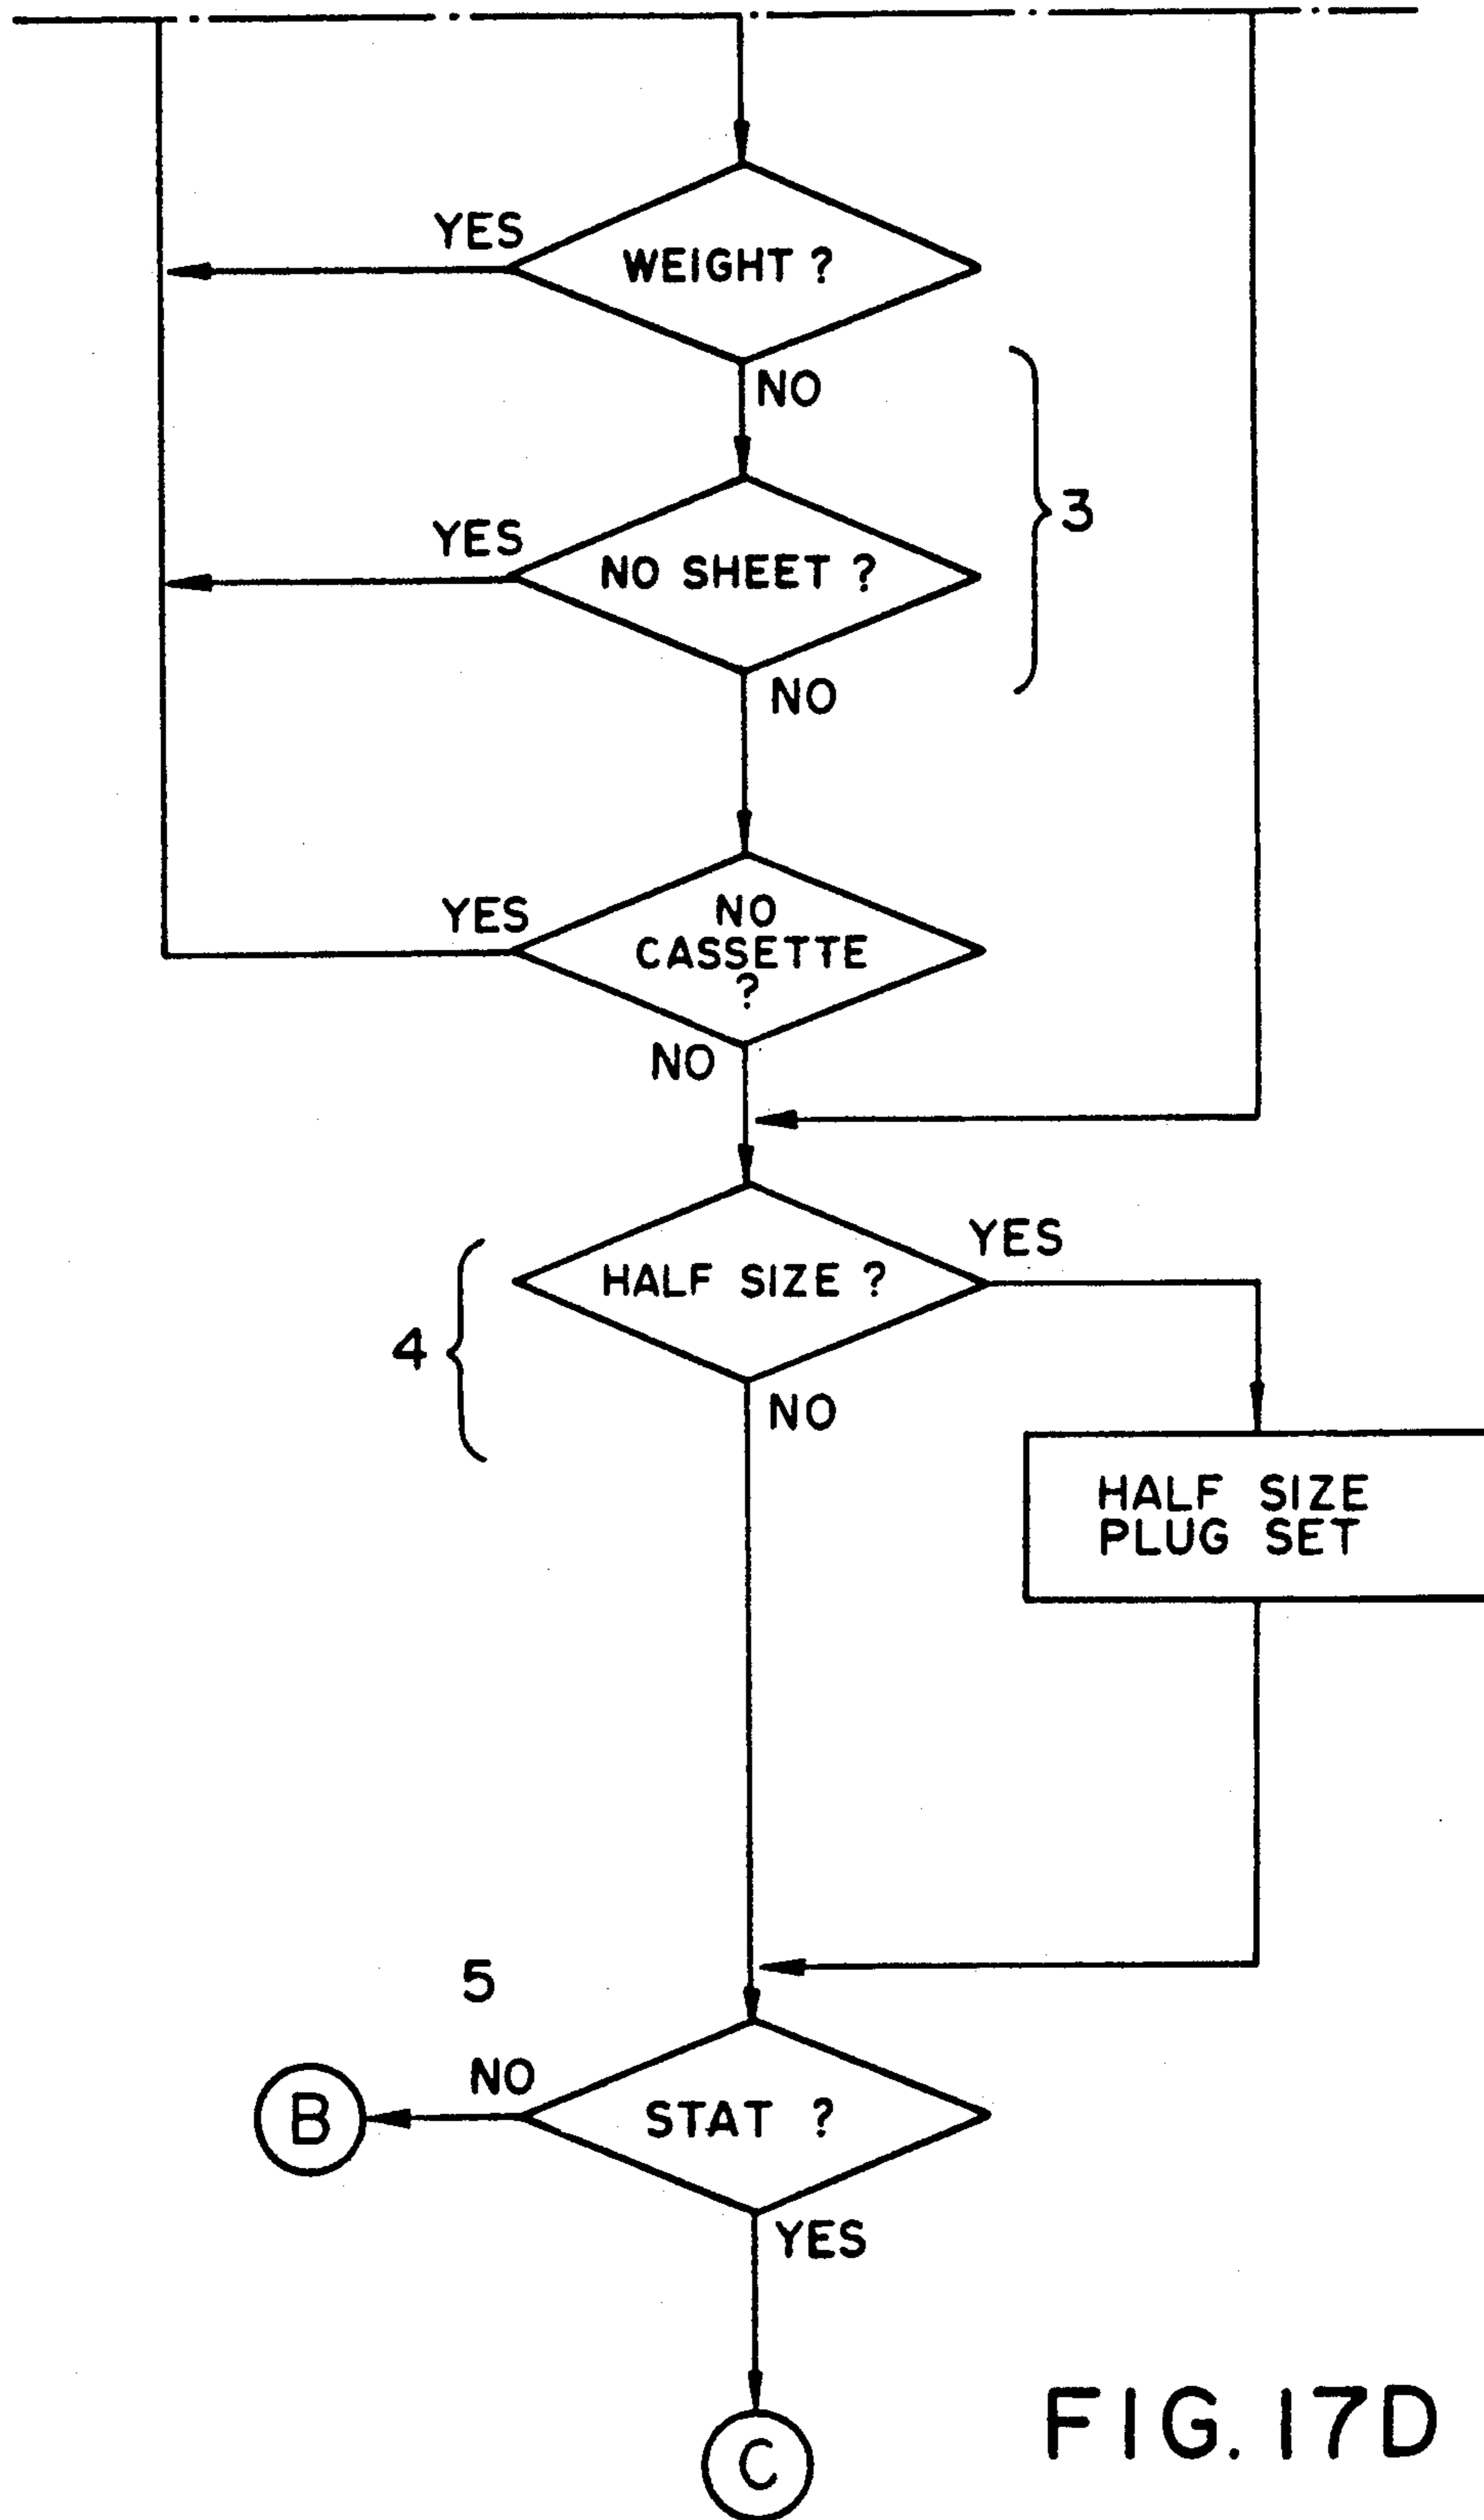 YES
WEIGHT ?
NO
3
YES
NO SHEET ?
NO
YES
NO
CASSETTE
?
NO
YES
HALF SIZE ?
4
NO
HALF SIZE
PLUG SET
5
NO
B
STAT ?
YES
C
FIG. 17D